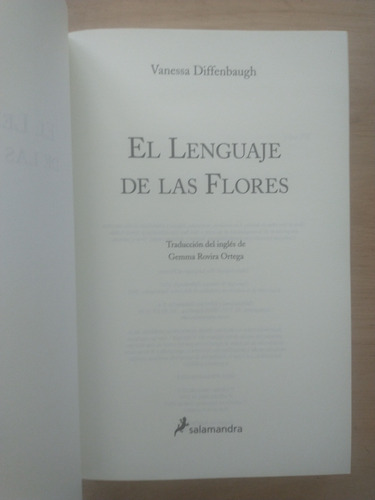 Vanessa Diffenbaugh
EL LENGUAJE
DE LAS FLORES
Traducción del inglés de
Gemma Rovira Ortega
salamandra